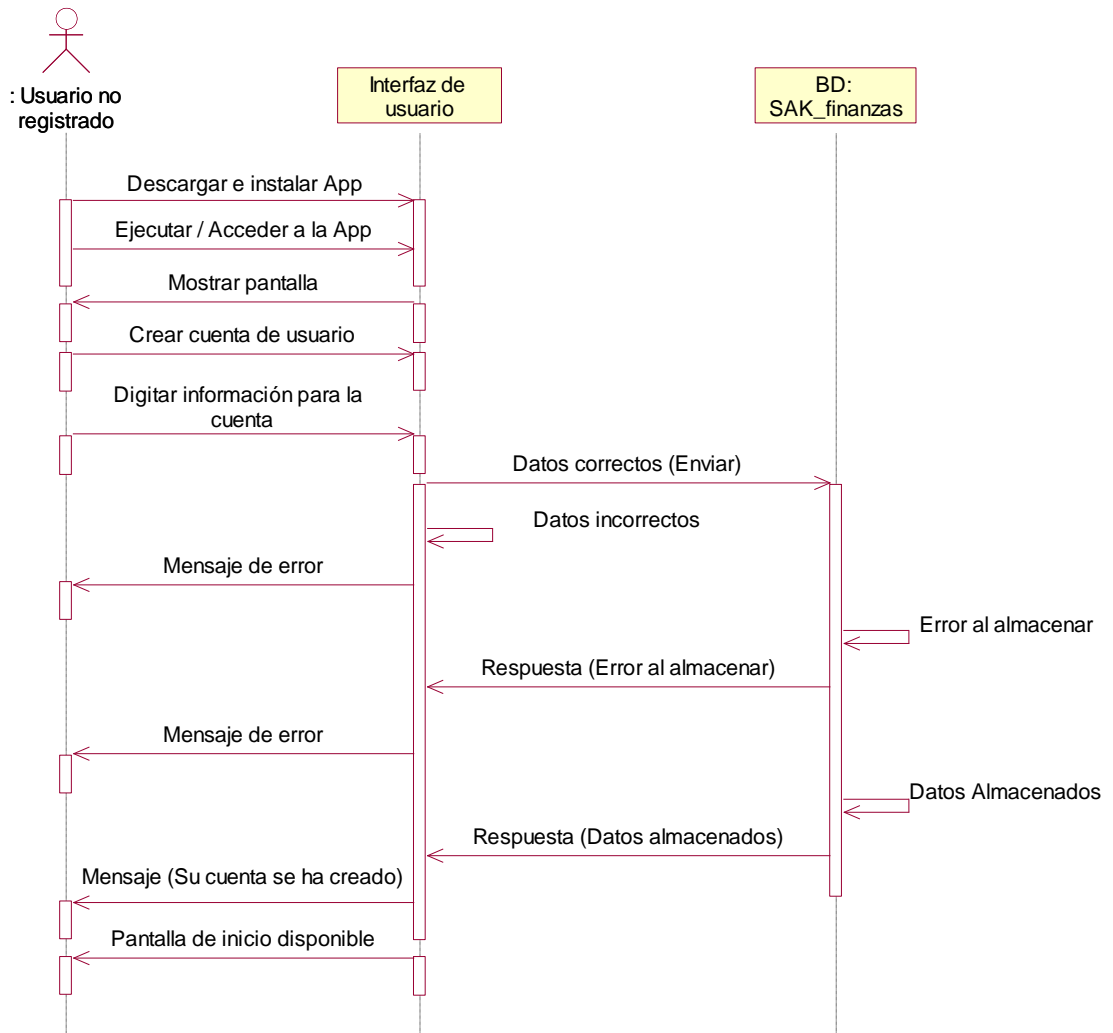 : Usuario no
registrado
Interfaz de
usuario
BD:
SAK_finanzas
Descargar e instalar App
Ejecutar / Acceder a la App
Mostrar pantalla
Crear cuenta de usuario
Digitar información para la
cuenta
Datos correctos (Enviar)
Datos incorrectos
Mensaje de error
Error al almacenar
Respuesta (Error al almacenar)
Mensaje de error
Datos Almacenados
Respuesta (Datos almacenados)
Mensaje (Su cuenta se ha creado)
Pantalla de inicio disponible